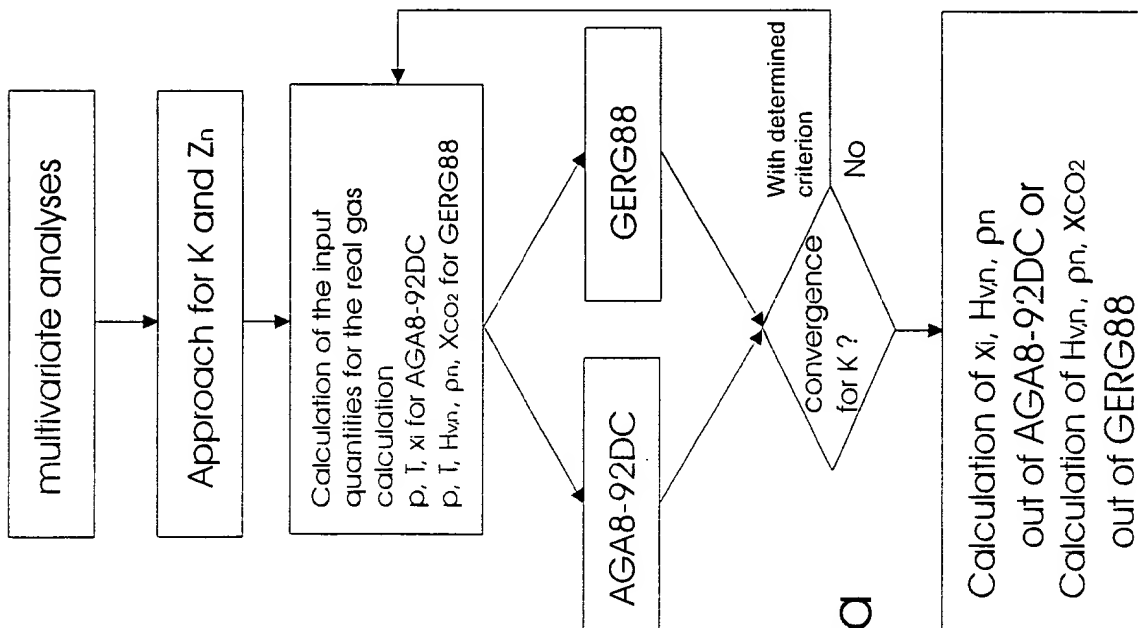 multivariate analyses
Approach for K and Zn
Calculation of the input
quantities for the real gas
calculation
p, T, xi for AGA8-92DC
p, T, Hv,n, ρn, XCO2 for GERG88
AGA8-92DC
GERG88
convergence
for K ?
With determined
criterion
No
a
Calculation of xi, Hv,n, ρn
out of AGA8-92DC or
Calculation of Hv,n, ρn, XCO2
out of GERG88